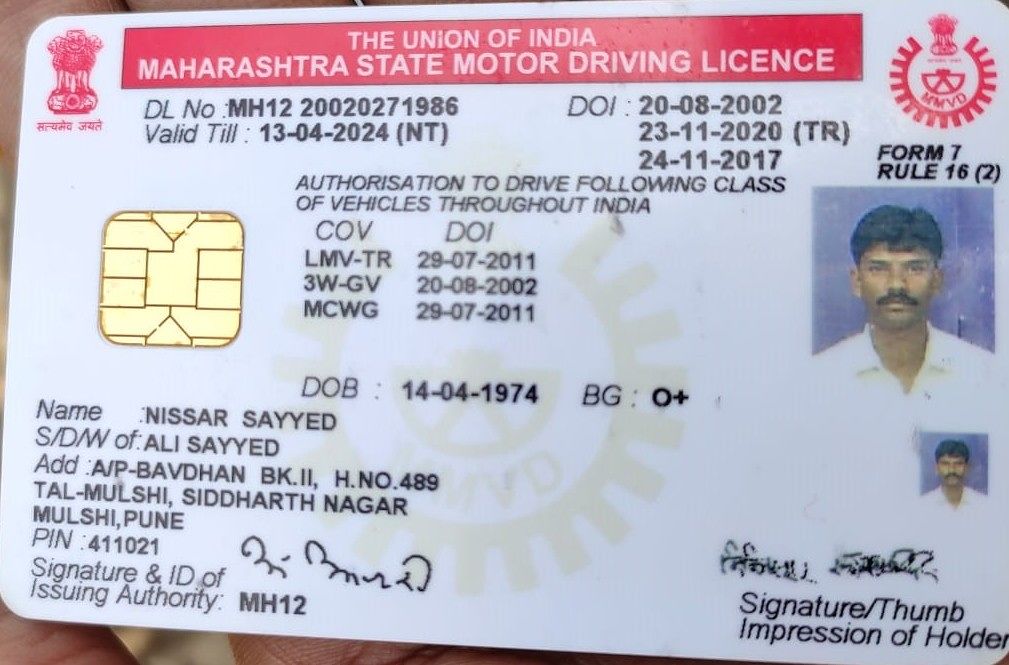 THE UNION OF INDIA
MAHARASHTRA STATE MOTOR DRIVING LICENCE
सत्यमेव जयते
DL No : MH12 20020271986 DOI : 20-08-2002
Valid Till : 13-04-2024 (NT) 23-11-2020 (TR)
24-11-2017
FORM 7
RULE 16 (2)
MMVD
AUTHORISATION TO DRIVE FOLLOWING CLASS
OF VEHICLES THROUGHOUT INDIA
COV DOI
LMV-TR 29-07-2011
3W-GV 20-08-2002
MCWG 29-07-2011
DOB : 14-04-1974 BG : O+
Name :NISSAR SAYYED
S/D/W of:ALI SAYYED
Add :A/P-BAVDHAN BK.II, H.NO.489
TAL-MULSHI, SIDDHARTH NAGAR
MULSHI,PUNE
PIN :411021
Signature & ID of
Issuing Authority: MH12
MMVD
Signature/Thumb
Impression of Holder